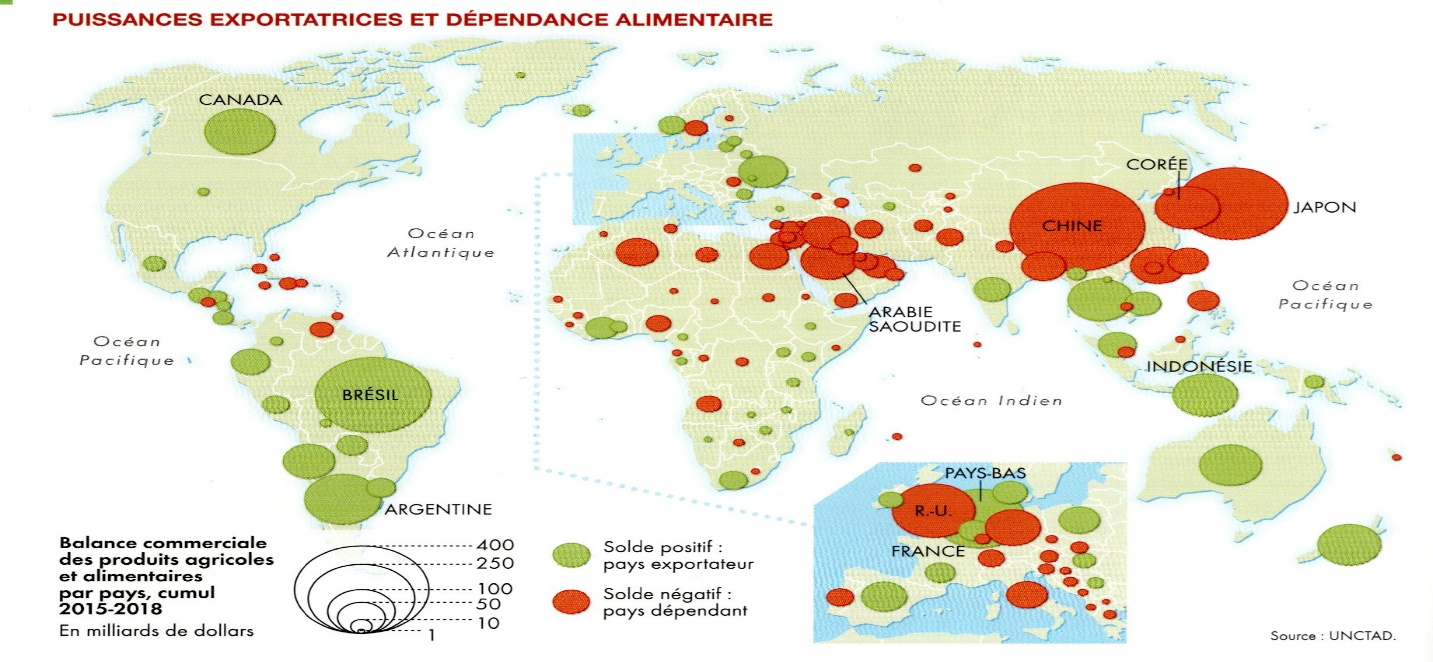 PUISSANCES EXPORTATRICES ET DÉPENDANCE ALIMENTAIRE
CANADA
CORÉE
CHINE
JAPON
Océan
Atlantique
Océan
Pacifique
ARABIE
SAOUDITE
Océan
Pacifique
INDONÉSIE
BRÉSIL
Océan Indien
ARGENTINE
PAYS-BAS
R.-U.
FRANCE
Balance commerciale
des produits agricoles
et alimentaires
par pays, cumul
2015-2018
En milliards de dollars
400
250
100
50
10
1
Solde positif :
pays exportateur
Solde négatif :
pays dépendant
Source : UNCTAD.